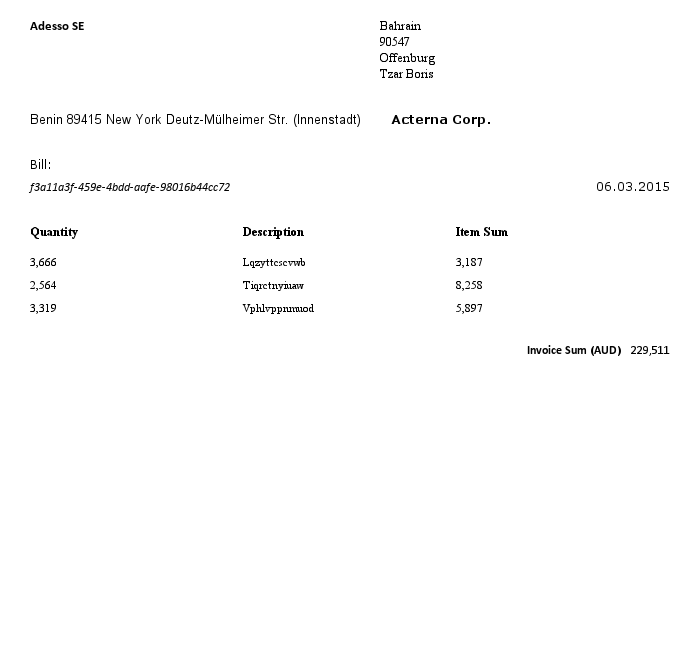 Adesso SE
Bahrain
90547
Offenburg
Tzar Boris
Benin 89415 New York Deutz-Mülheimer Str. (Innenstadt) Acterna Corp.
Bill:
f3a11a3f-459e-4bdd-aafe-98016b44cc72 06.03.2015
Quantity Description Item Sum
3,666 Lqzyttcscvwb 3,187
2,564 Tiqrctnyiuaw 8,258
3,319 Vphlvppnmuod 5,897
Invoice Sum (AUD) 229,511